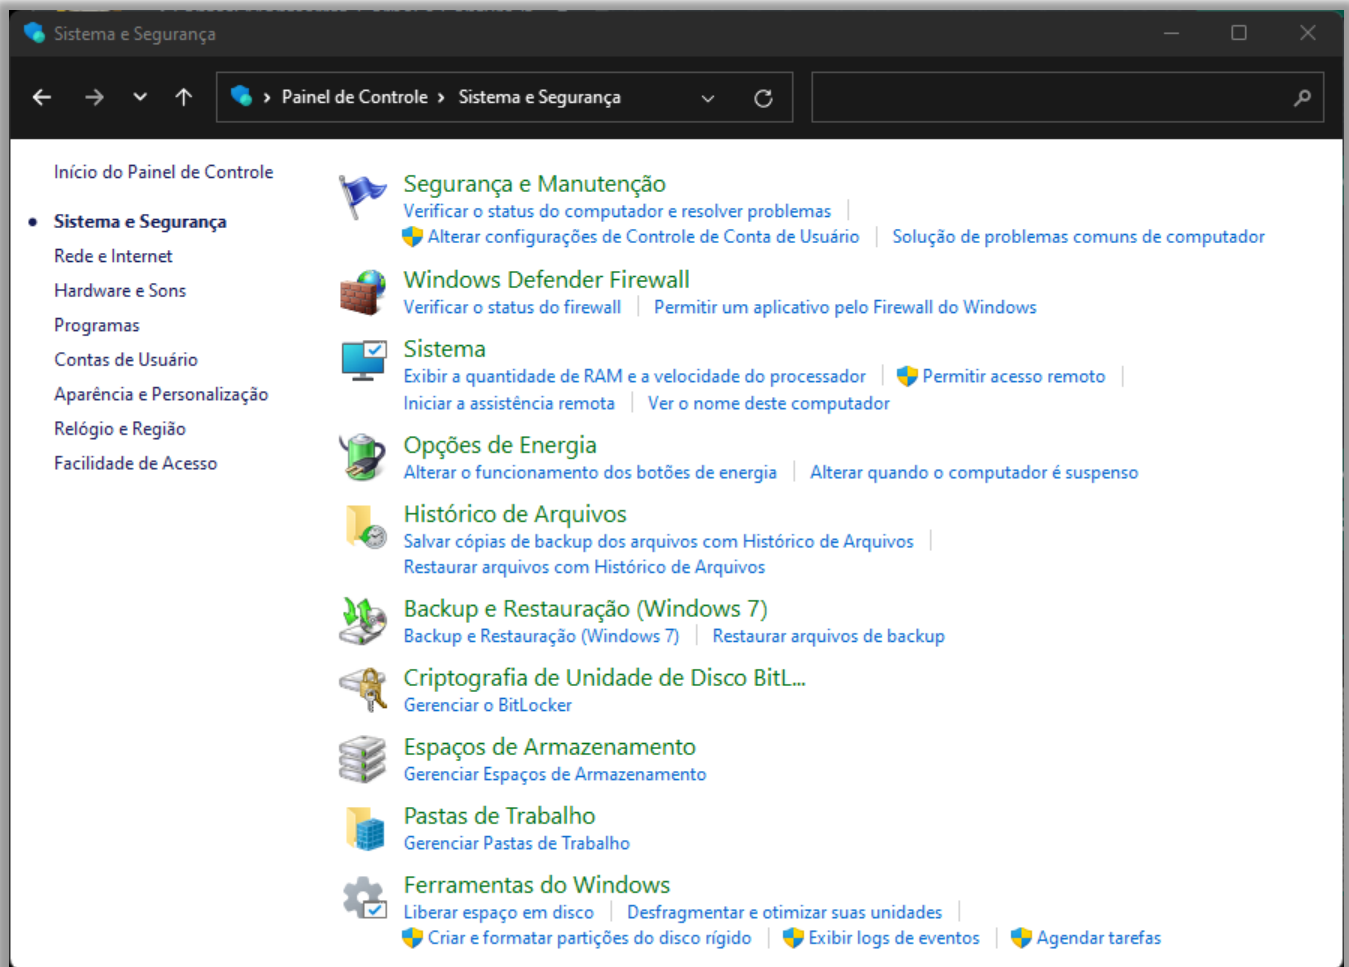 Sistema e Segurança
Painel de Controle Sistema e Segurança
Início do Painel de Controle
Sistema e Segurança
Rede e Internet
Hardware e Sons
Programas
Contas de Usuário
Aparência e Personalização
Relógio e Região
Facilidade de Acesso
Segurança e Manutenção
Verificar o status do computador e resolver problemas
Alterar configurações de Controle de Conta de Usuário Solução de problemas comuns de computador
Windows Defender Firewall
Verificar o status do firewall Permitir um aplicativo pelo Firewall do Windows
Sistema
Exibir a quantidade de RAM e a velocidade do processador Permitir acesso remoto
Iniciar a assistência remota Ver o nome deste computador
Opções de Energia
Alterar o funcionamento dos botões de energia Alterar quando o computador é suspenso
Histórico de Arquivos
Salvar cópias de backup dos arquivos com Histórico de Arquivos
Restaurar arquivos com Histórico de Arquivos
Backup e Restauração (Windows 7)
Backup e Restauração (Windows 7) Restaurar arquivos de backup
Criptografia de Unidade de Disco BitL...
Gerenciar o BitLocker
Espaços de Armazenamento
Gerenciar Espaços de Armazenamento
Pastas de Trabalho
Gerenciar Pastas de Trabalho
Ferramentas do Windows
Liberar espaço em disco Desfragmentar e otimizar suas unidades
Criar e formatar partições do disco rígido Exibir logs de eventos Agendar tarefas